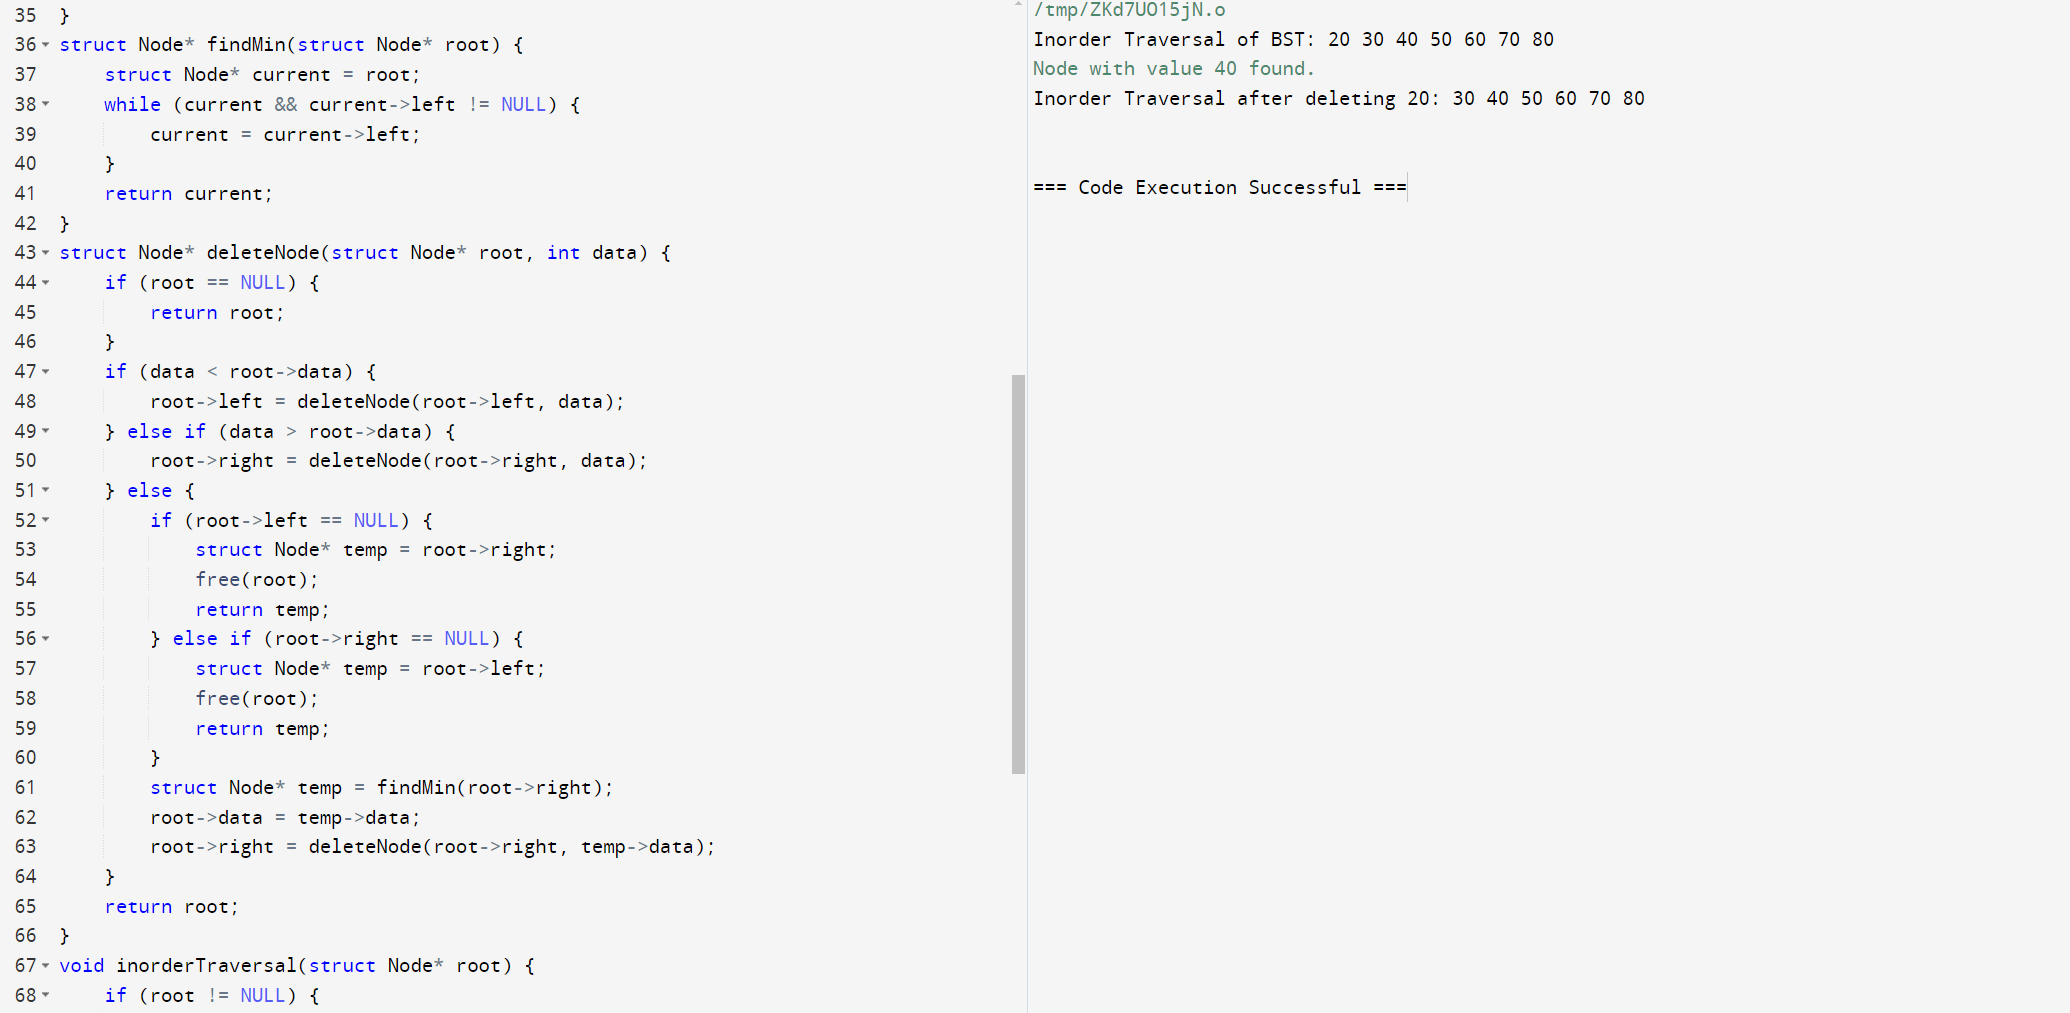 35 }
36 struct Node* findMin(struct Node* root) {
37     struct Node* current = root;
38     while (current && current->left != NULL) {
39         current = current->left;
40     }
41     return current;
42 }
43 struct Node* deleteNode(struct Node* root, int data) {
44     if (root == NULL) {
45         return root;
46     }
47     if (data < root->data) {
48         root->left = deleteNode(root->left, data);
49     } else if (data > root->data) {
50         root->right = deleteNode(root->right, data);
51     } else {
52         if (root->left == NULL) {
53             struct Node* temp = root->right;
54             free(root);
55             return temp;
56         } else if (root->right == NULL) {
57             struct Node* temp = root->left;
58             free(root);
59             return temp;
60         }
61         struct Node* temp = findMin(root->right);
62         root->data = temp->data;
63         root->right = deleteNode(root->right, temp->data);
64     }
65     return root;
66 }
67 void inorderTraversal(struct Node* root) {
68     if (root != NULL) {
/tmp/ZKd7UO15jN.o
Inorder Traversal of BST: 20 30 40 50 60 70 80
Node with value 40 found.
Inorder Traversal after deleting 20: 30 40 50 60 70 80
=== Code Execution Successful ===